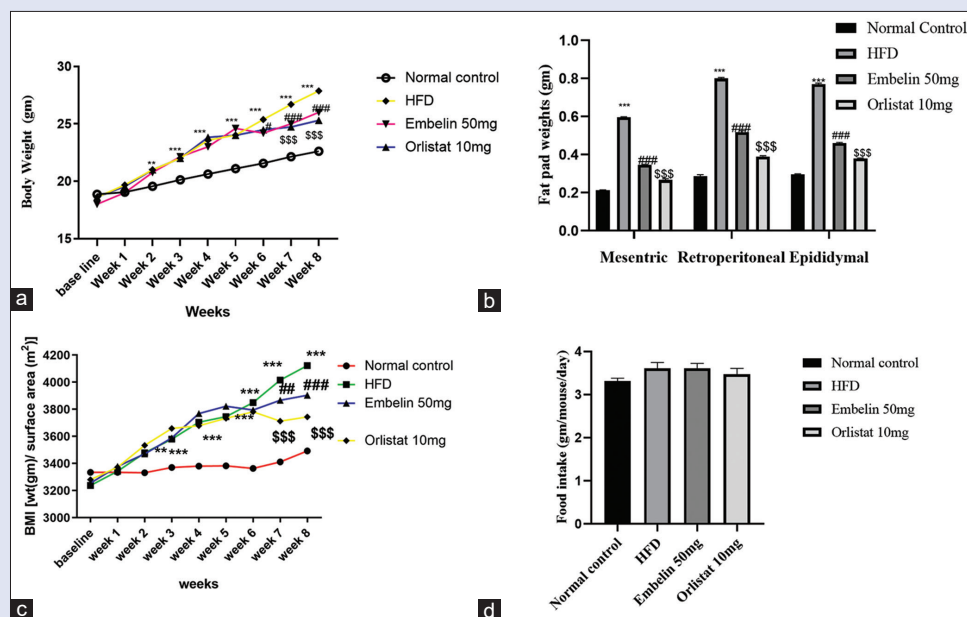 Body Weight (gm)
25
20
15
** *** *** *** *** *** ***
# ### ###
$$$ $$$
base line Week 1 Week 2 Week 3 Week 4 Week 5 Week 6 Week 7 Week 8
Weeks
Normal control
HFD
Embelin 50mg
Orlistat 10mg
a
Fat pad weights (gm)
1.0
0.8
0.6
0.4
0.2
0.0
*** ### $$$
*** ### $$$
*** ### $$$
Mesentric Retroperitoneal Epididymal
Normal Control
HFD
Embelin 50mg
Orlistat 10mg
b
BMI [wt(gm)/ surface area (m²)]
4200
4000
3800
3600
3400
3200
3000
** *** *** *** *** *** ***
## ###
$$$ $$$
baseline week 1 week 2 week 3 week 4 week 5 week 6 week 7 week 8
weeks
Normal control
HFD
Embelin 50mg
Orlistat 10mg
c
Food intake (gm/mouse/day)
4
3
2
1
0
Normal control HFD Embelin 50mg Orlistat 10mg
Normal control
HFD
Embelin 50mg
Orlistat 10mg
d